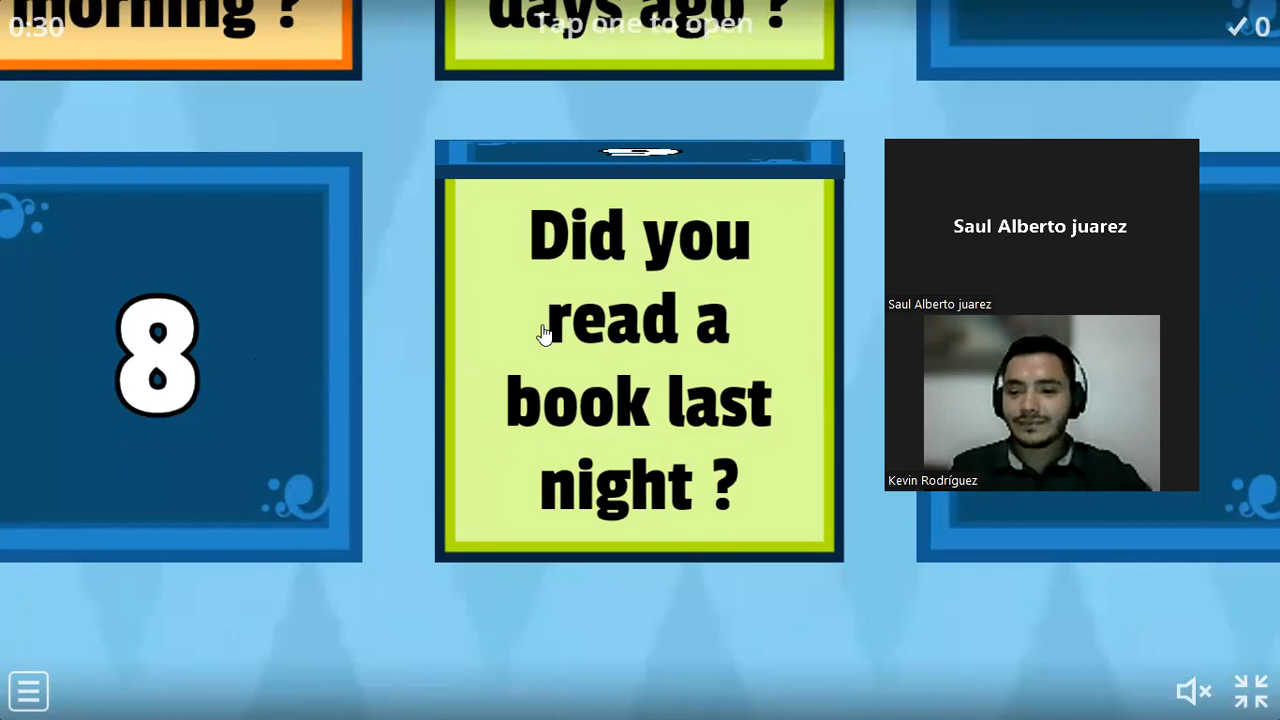 morning ?
days ago ?
0:30
Tap one to open
✓0
8
Did you
read a
book last
night ?
Saul Alberto juarez
Saul Alberto juarez
Kevin Rodríguez